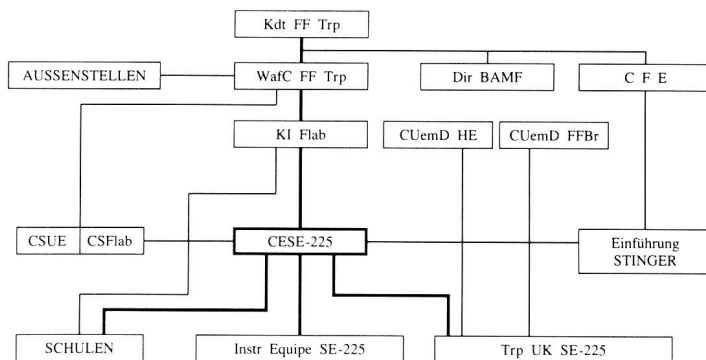 Kdt FF Trp
AUSSENSTELLEN
WafC FF Trp
Dir BAMF
C F E
KI Flab
CUemD HE
CUemD FFBr
CSUE
CSFlab
CESE-225
Einführung
STINGER
SCHULEN
Instr Equipe SE-225
Trp UK SE-225